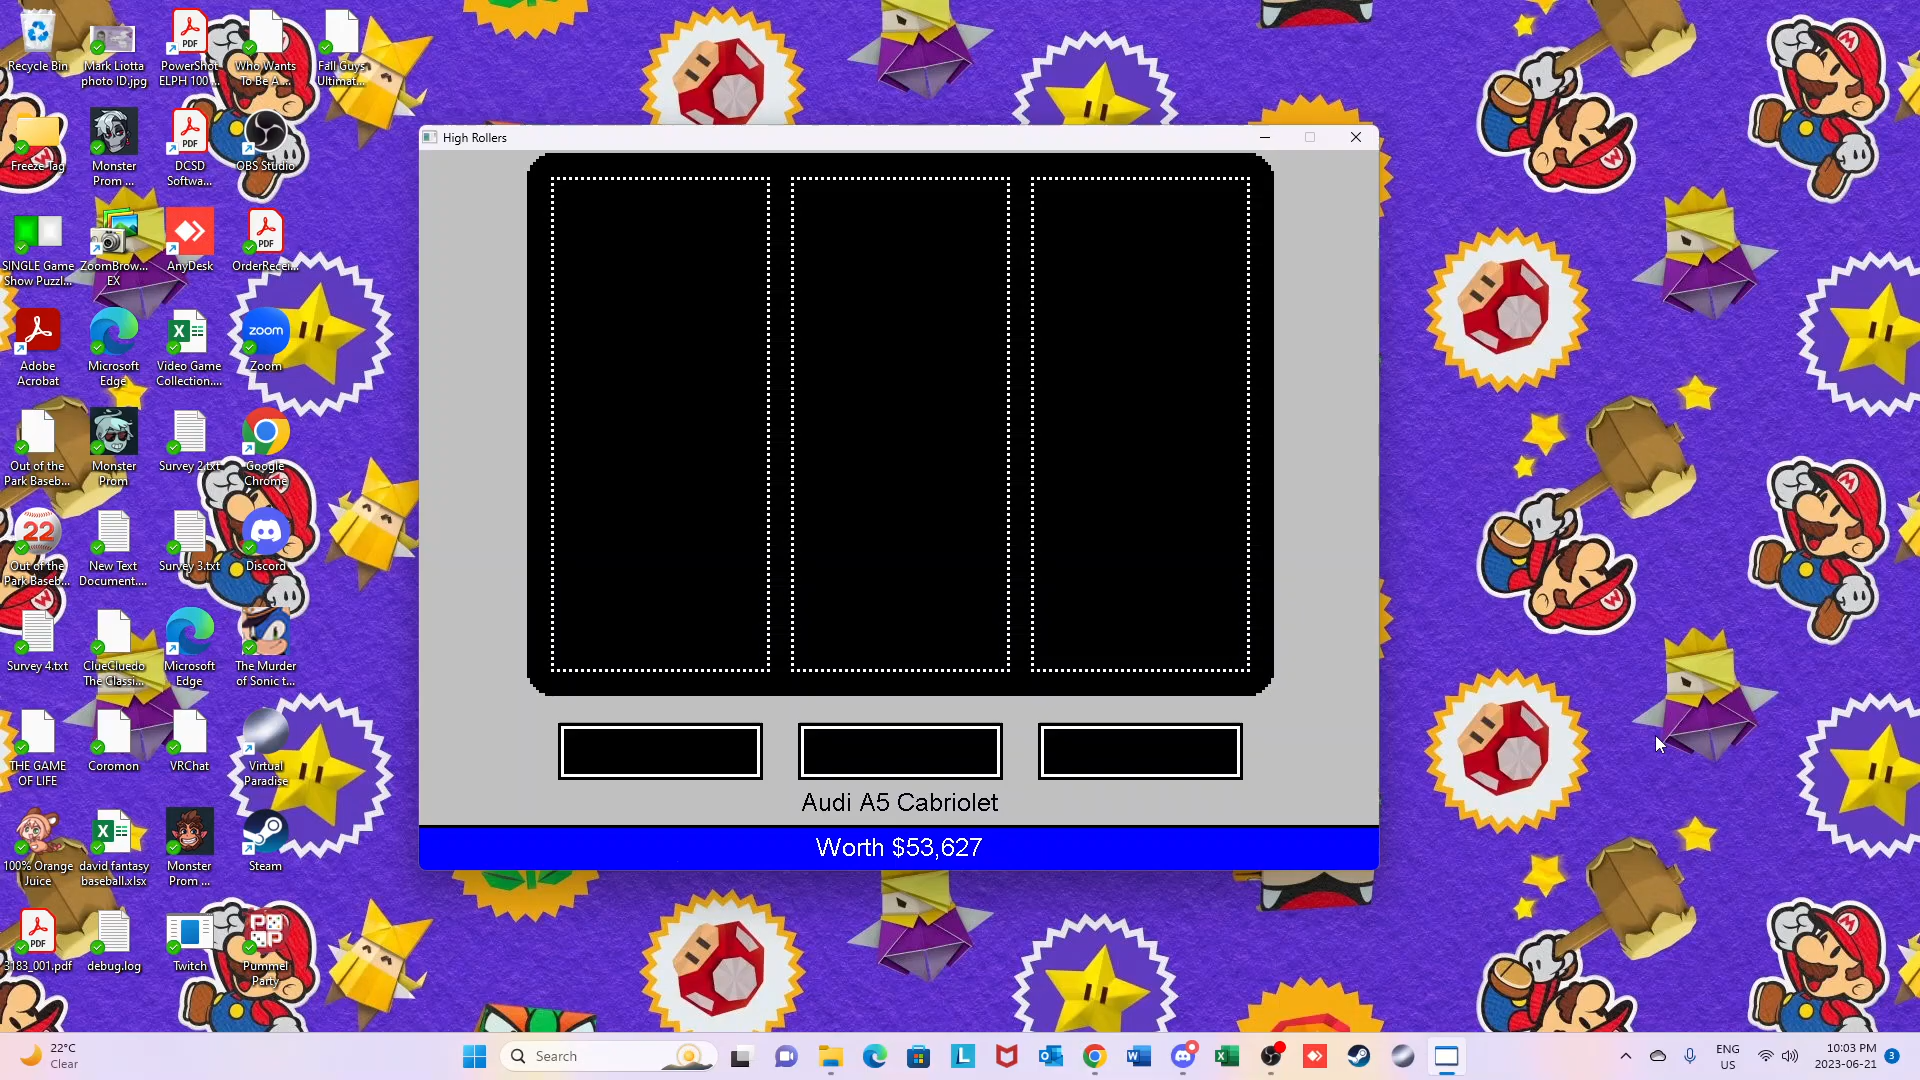 Recycle Bin
Mark Liotta
photo ID.jpg
PowerShot
ELPH 100 ...
Who Wants
To Be A ...
Fall Guys
Ultimat...
Freeze Tag
Monster
Prom ...
DCSD
Softwa...
OBS Studio
SINGLE Game
Show Puzzl...
ZoomBrow...
EX
AnyDesk
OrderRecei...
Adobe
Acrobat
Microsoft
Edge
Video Game
Collection....
zoom
Zoom
Out of the
Park Baseb...
Monster
Prom
Survey 2.txt
Google
Chrome
22
Out of the
Park Baseb...
New Text
Document....
Survey 3.txt
Discord
Survey 4.txt
ClueCluedo
The Classi...
Microsoft
Edge
The Murder
of Sonic t...
THE GAME
OF LIFE
Coromon
VRChat
Virtual
Paradise
100% Orange
Juice
david fantasy
baseball.xlsx
Monster
Prom ...
Steam
3183_001.pdf
debug.log
Twitch
Pummel
Party
High Rollers
Audi A5 Cabriolet
Worth $53,627
22°C
Clear
Search
ENG
US
10:03 PM
2023-06-21
3